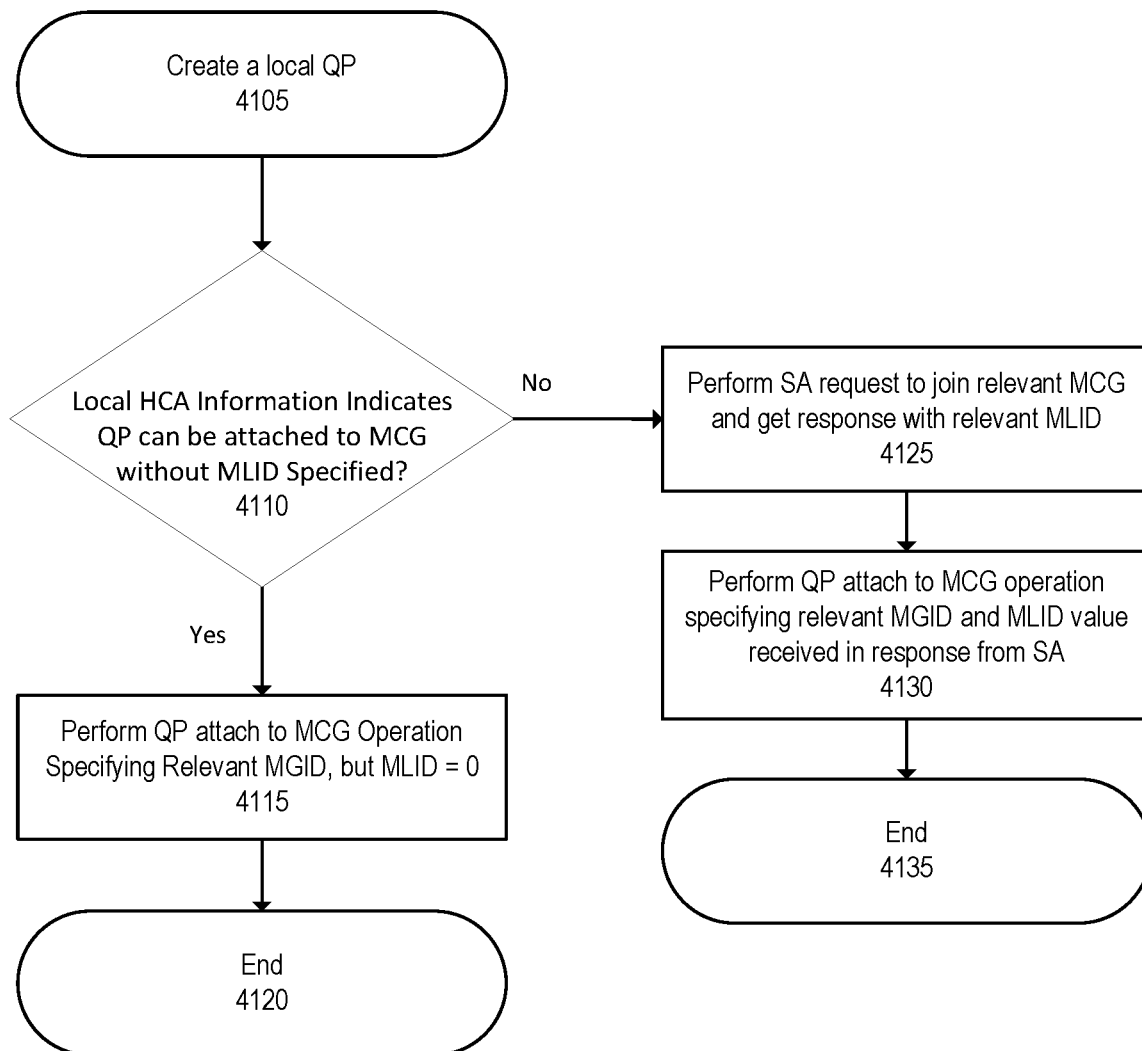 Create a local QP
4105
Local HCA Information Indicates
QP can be attached to MCG
without MLID Specified?
4110
No
Yes
Perform QP attach to MCG Operation
Specifying Relevant MGID, but MLID = 0
4115
End
4120
Perform SA request to join relevant MCG
and get response with relevant MLID
4125
Perform QP attach to MCG operation
specifying relevant MGID and MLID value
received in response from SA
4130
End
4135